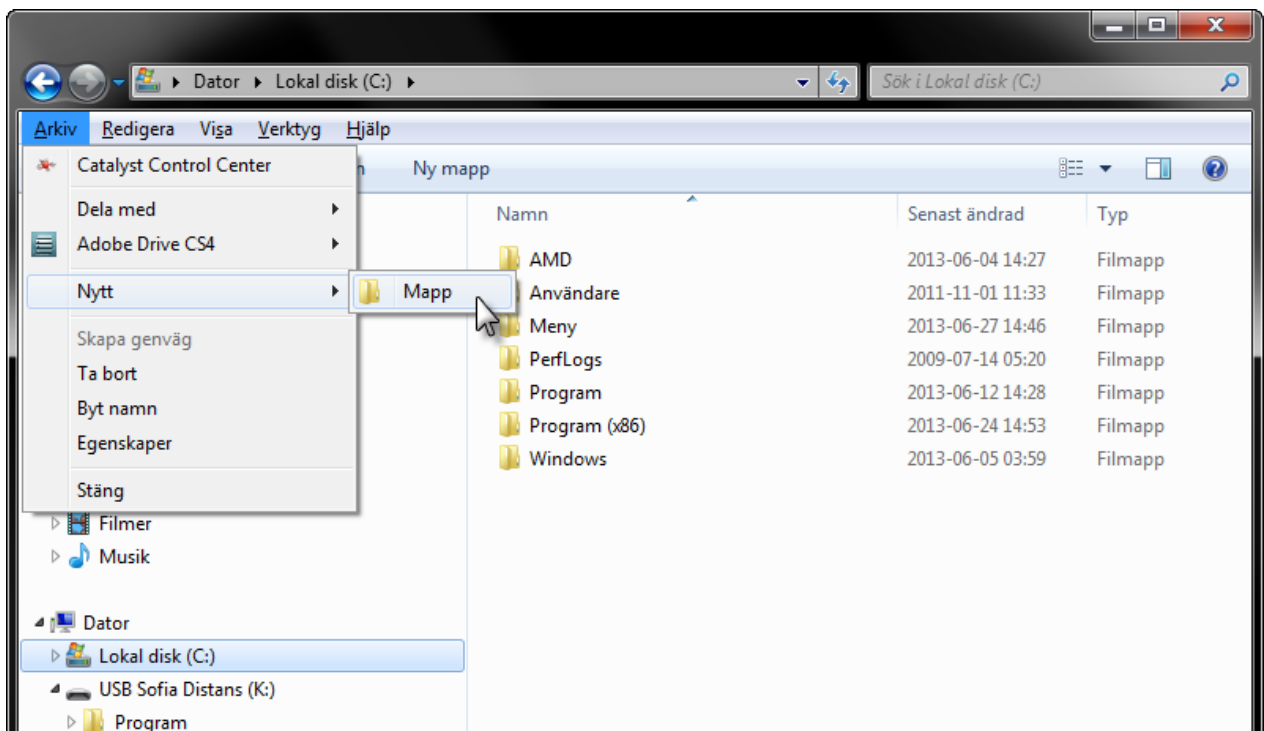 Dator Lokal disk (C:) Sök i Lokal disk (C:)
Arkiv Redigera Visa Verktyg Hjälp
Catalyst Control Center
Ny mapp
Dela med
Adobe Drive CS4
Nytt
Mapp
Skapa genväg
Ta bort
Byt namn
Egenskaper
Stäng
Namn Senast ändrad Typ
AMD 2013-06-04 14:27 Filmapp
Användare 2011-11-01 11:33 Filmapp
Meny 2013-06-27 14:46 Filmapp
PerfLogs 2009-07-14 05:20 Filmapp
Program 2013-06-12 14:28 Filmapp
Program (x86) 2013-06-24 14:53 Filmapp
Windows 2013-06-05 03:59 Filmapp
Filmer
Musik
Dator
Lokal disk (C:)
USB Sofia Distans (K:)
Program